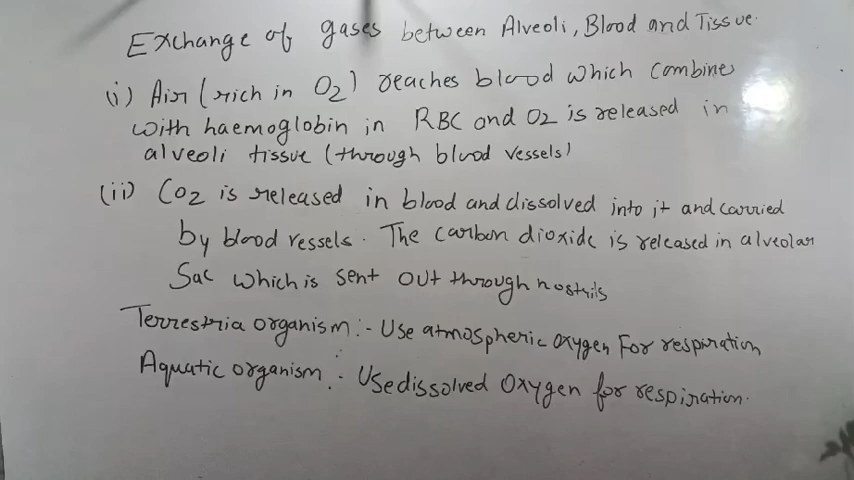 Exchange of gases between Alveoli, Blood and Tissue.
(i) Air (rich in O2) reaches blood which combines
with haemoglobin in RBC and O2 is released in
alveoli tissue (through blood vessels)
(ii) CO2 is released in blood and dissolved into it and carried
by blood vessels. The carbon dioxide is released in alveolar
Sac which is sent out through nostrils
Terrestria organism :- Use atmospheric oxygen For respiration
Aquatic organism :- Use dissolved Oxygen for respiration.